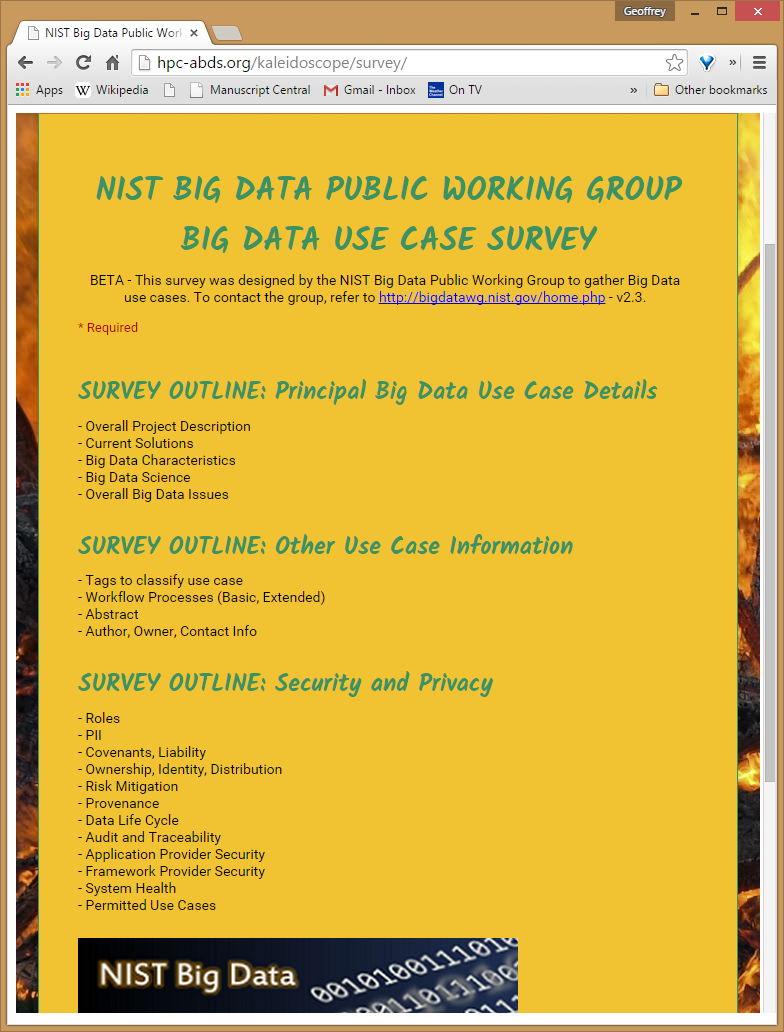 Geoffrey
NIST Big Data Public Work
hpc-abds.org/kaleidoscope/survey/
Apps
W Wikipedia
Manuscript Central
Gmail - Inbox
The Weather Channel
On TV
»
Other bookmarks
NIST BIG DATA PUBLIC WORKING GROUP
BIG DATA USE CASE SURVEY
BETA - This survey was designed by the NIST Big Data Public Working Group to gather Big Data
use cases. To contact the group, refer to http://bigdatawg.nist.gov/home.php - v2.3.
* Required
SURVEY OUTLINE: Principal Big Data Use Case Details
- Overall Project Description
- Current Solutions
- Big Data Characteristics
- Big Data Science
- Overall Big Data Issues
SURVEY OUTLINE: Other Use Case Information
- Tags to classify use case
- Workflow Processes (Basic, Extended)
- Abstract
- Author, Owner, Contact Info
SURVEY OUTLINE: Security and Privacy
- Roles
- PII
- Covenants, Liability
- Ownership, Identity, Distribution
- Risk Mitigation
- Provenance
- Data Life Cycle
- Audit and Traceability
- Application Provider Security
- Framework Provider Security
- System Health
- Permitted Use Cases
NIST Big Data